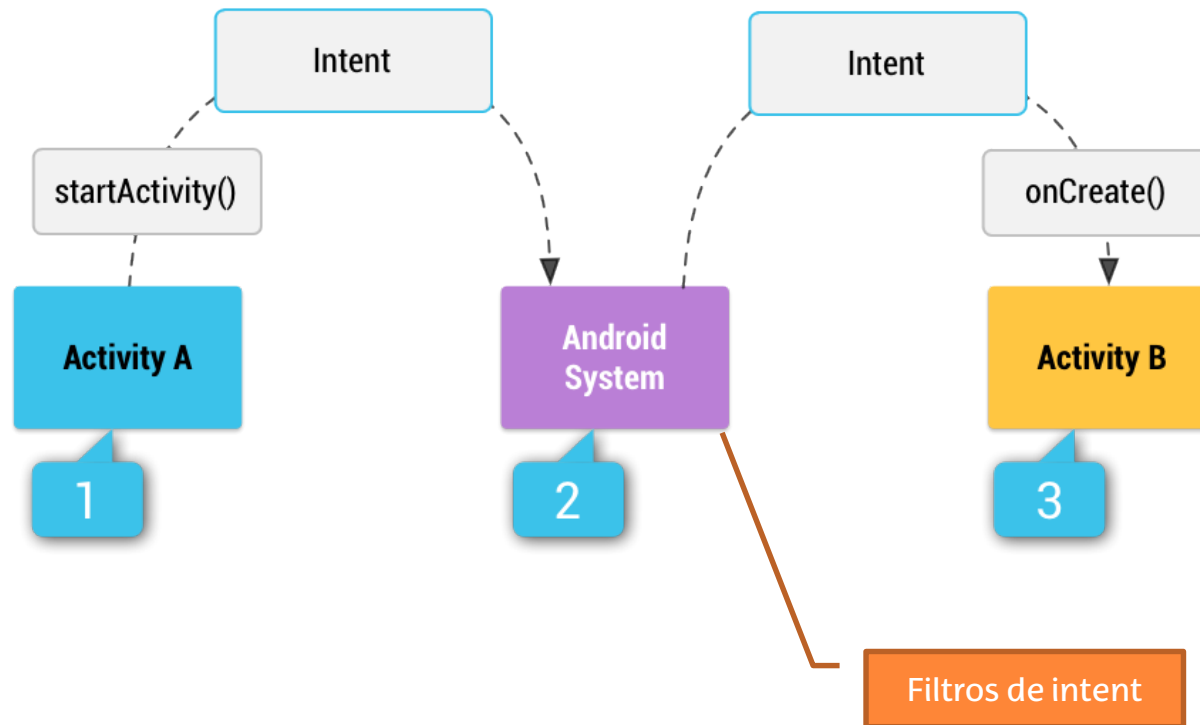 Intent
Intent
startActivity()
onCreate()
Activity A
Android
System
Activity B
1
2
3
Filtros de intent